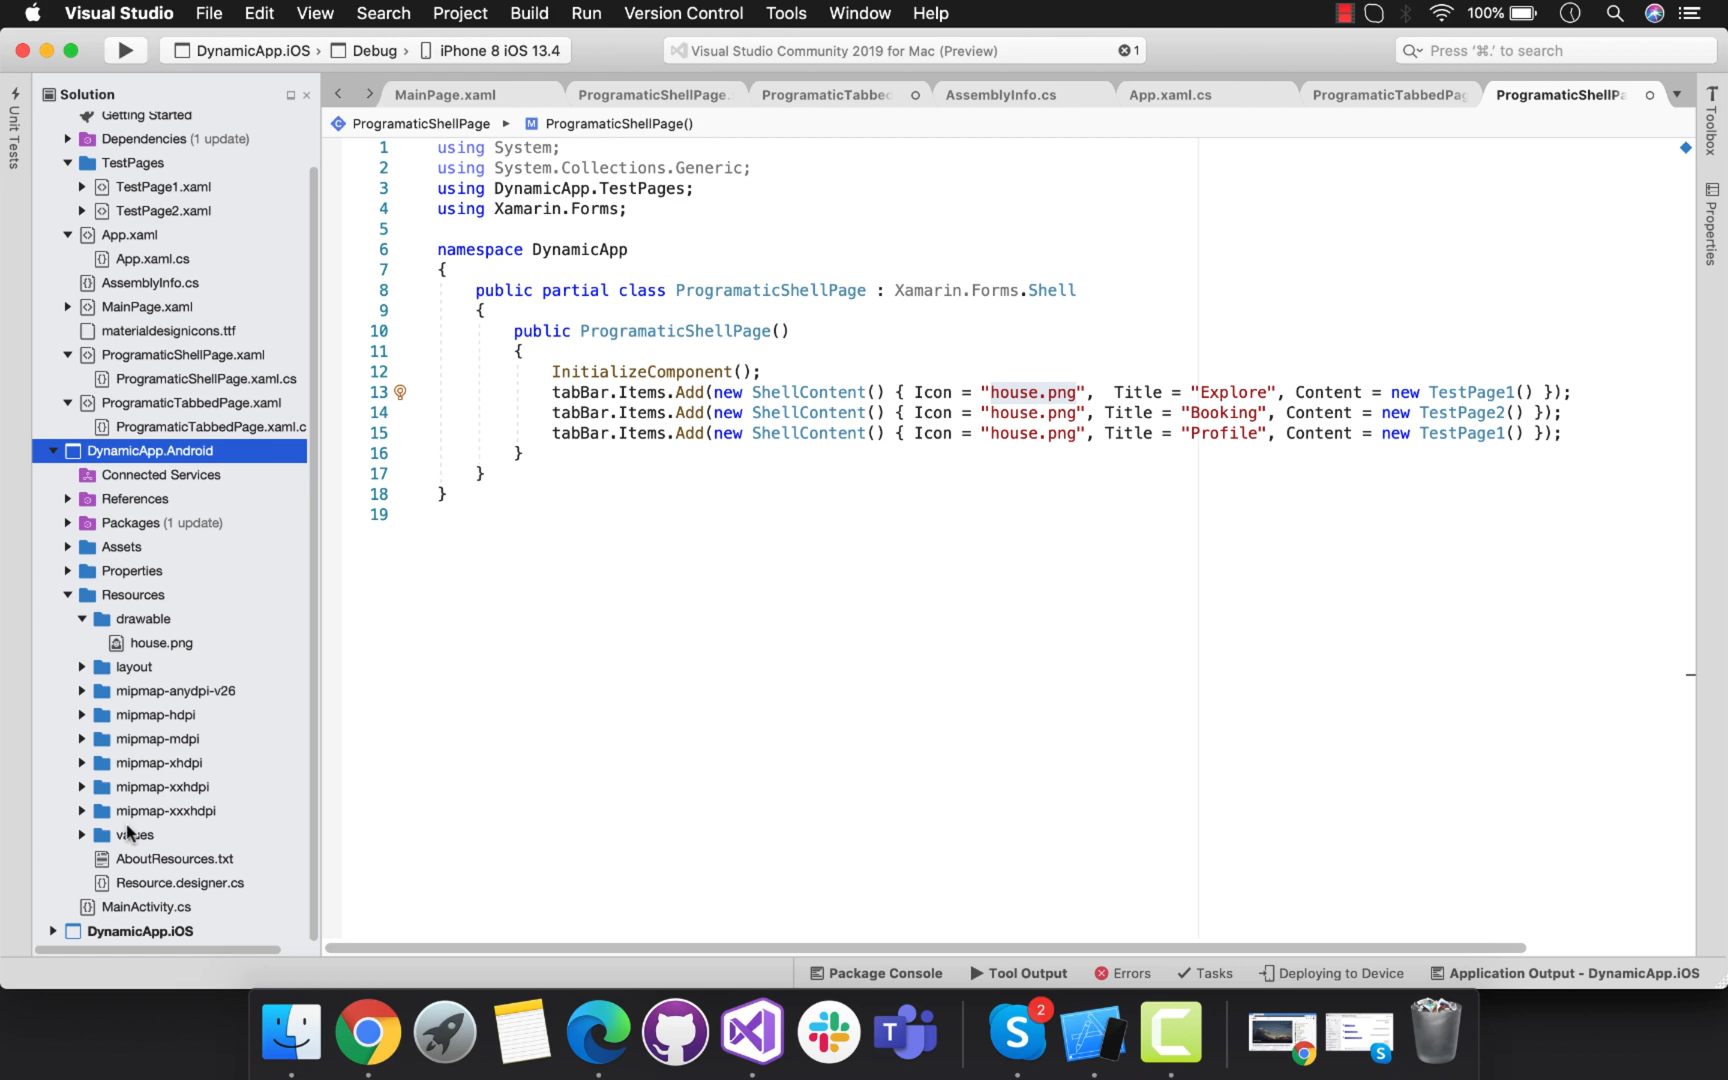 Visual Studio File Edit View Search Project Build Run Version Control Tools Window Help 100%
DynamicApp.iOS › Debug › iPhone 8 iOS 13.4 Visual Studio Community 2019 for Mac (Preview) 1 Press ‘⌘.’ to search
Unit Tests
Solution
Getting Started
Dependencies (1 update)
TestPages
TestPage1.xaml
TestPage2.xaml
App.xaml
App.xaml.cs
AssemblyInfo.cs
MainPage.xaml
materialdesignicons.ttf
ProgramaticShellPage.xaml
ProgramaticShellPage.xaml.cs
ProgramaticTabbedPage.xaml
ProgramaticTabbedPage.xaml.c
DynamicApp.Android
Connected Services
References
Packages (1 update)
Assets
Properties
Resources
drawable
house.png
layout
mipmap-anydpi-v26
mipmap-hdpi
mipmap-mdpi
mipmap-xhdpi
mipmap-xxhdpi
mipmap-xxxhdpi
values
AboutResources.txt
Resource.designer.cs
MainActivity.cs
DynamicApp.iOS
MainPage.xaml ProgramaticShellPage. ProgramaticTabbed AssemblyInfo.cs App.xaml.cs ProgramaticTabbedPag ProgramaticShellPa
ProgramaticShellPage ▸ M ProgramaticShellPage()
1 using System;
2 using System.Collections.Generic;
3 using DynamicApp.TestPages;
4 using Xamarin.Forms;
5
6 namespace DynamicApp
7 {
8 public partial class ProgramaticShellPage : Xamarin.Forms.Shell
9 {
10 public ProgramaticShellPage()
11 {
12 InitializeComponent();
13 tabBar.Items.Add(new ShellContent() { Icon = "house.png",  Title = "Explore", Content = new TestPage1() });
14 tabBar.Items.Add(new ShellContent() { Icon = "house.png", Title = "Booking", Content = new TestPage2() });
15 tabBar.Items.Add(new ShellContent() { Icon = "house.png", Title = "Profile", Content = new TestPage1() });
16 }
17 }
18 }
19
Toolbox
Properties
Package Console Tool Output Errors Tasks Deploying to Device Application Output - DynamicApp.iOS
S 2
T
C
S